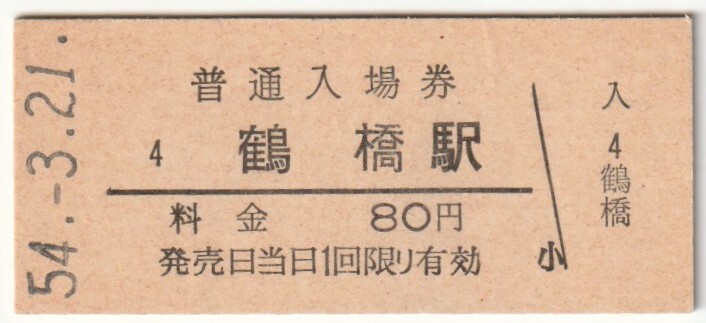 54.-3.21.
普通入場券
4 鶴橋駅
料金 80円
発売日当日1回限り有効
小
入
4
鶴橋